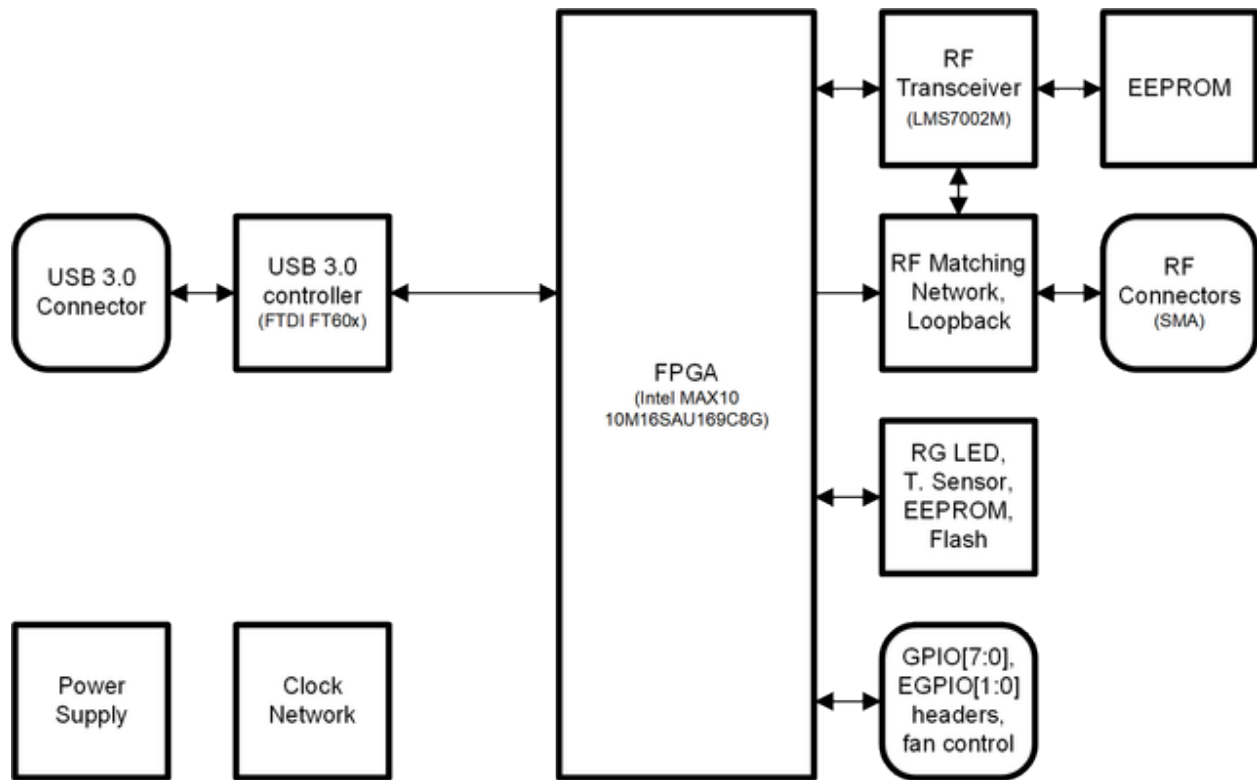 RF
Transceiver
(LMS7002M)
EEPROM
USB 3.0
Connector
USB 3.0
controller
(FTDI FT60x)
FPGA
(Intel MAX10
10M16SAU169C8G)
RF Matching
Network,
Loopback
RF
Connectors
(SMA)
RG LED,
T. Sensor,
EEPROM,
Flash
Power
Supply
Clock
Network
GPIO[7:0],
EGPIO[1:0]
headers,
fan control